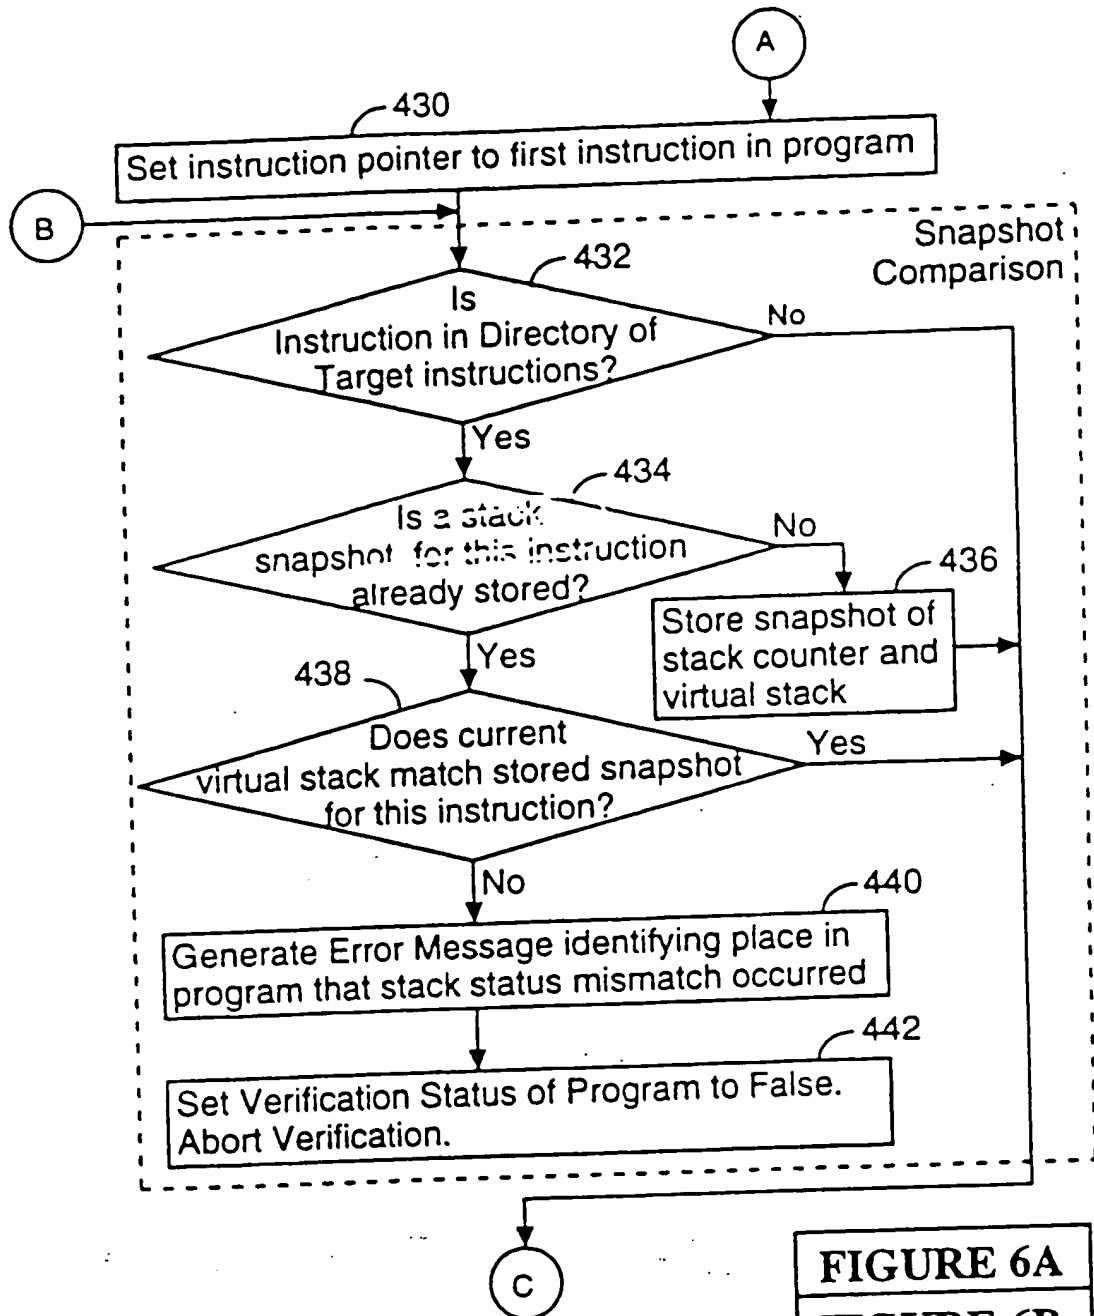 A
430
Set instruction pointer to first instruction in program
B
Snapshot
Comparison
432
Is
Instruction in Directory of
Target instructions?
No
Yes
434
Is a stack
snapshot for this instruction
already stored?
No
436
Store snapshot of
stack counter and
virtual stack
Yes
438
Does current
virtual stack match stored snapshot
for this instruction?
Yes
No
440
Generate Error Message identifying place in
program that stack status mismatch occurred
442
Set Verification Status of Program to False.
Abort Verification.
C
FIGURE 6A
FIGURE 6B